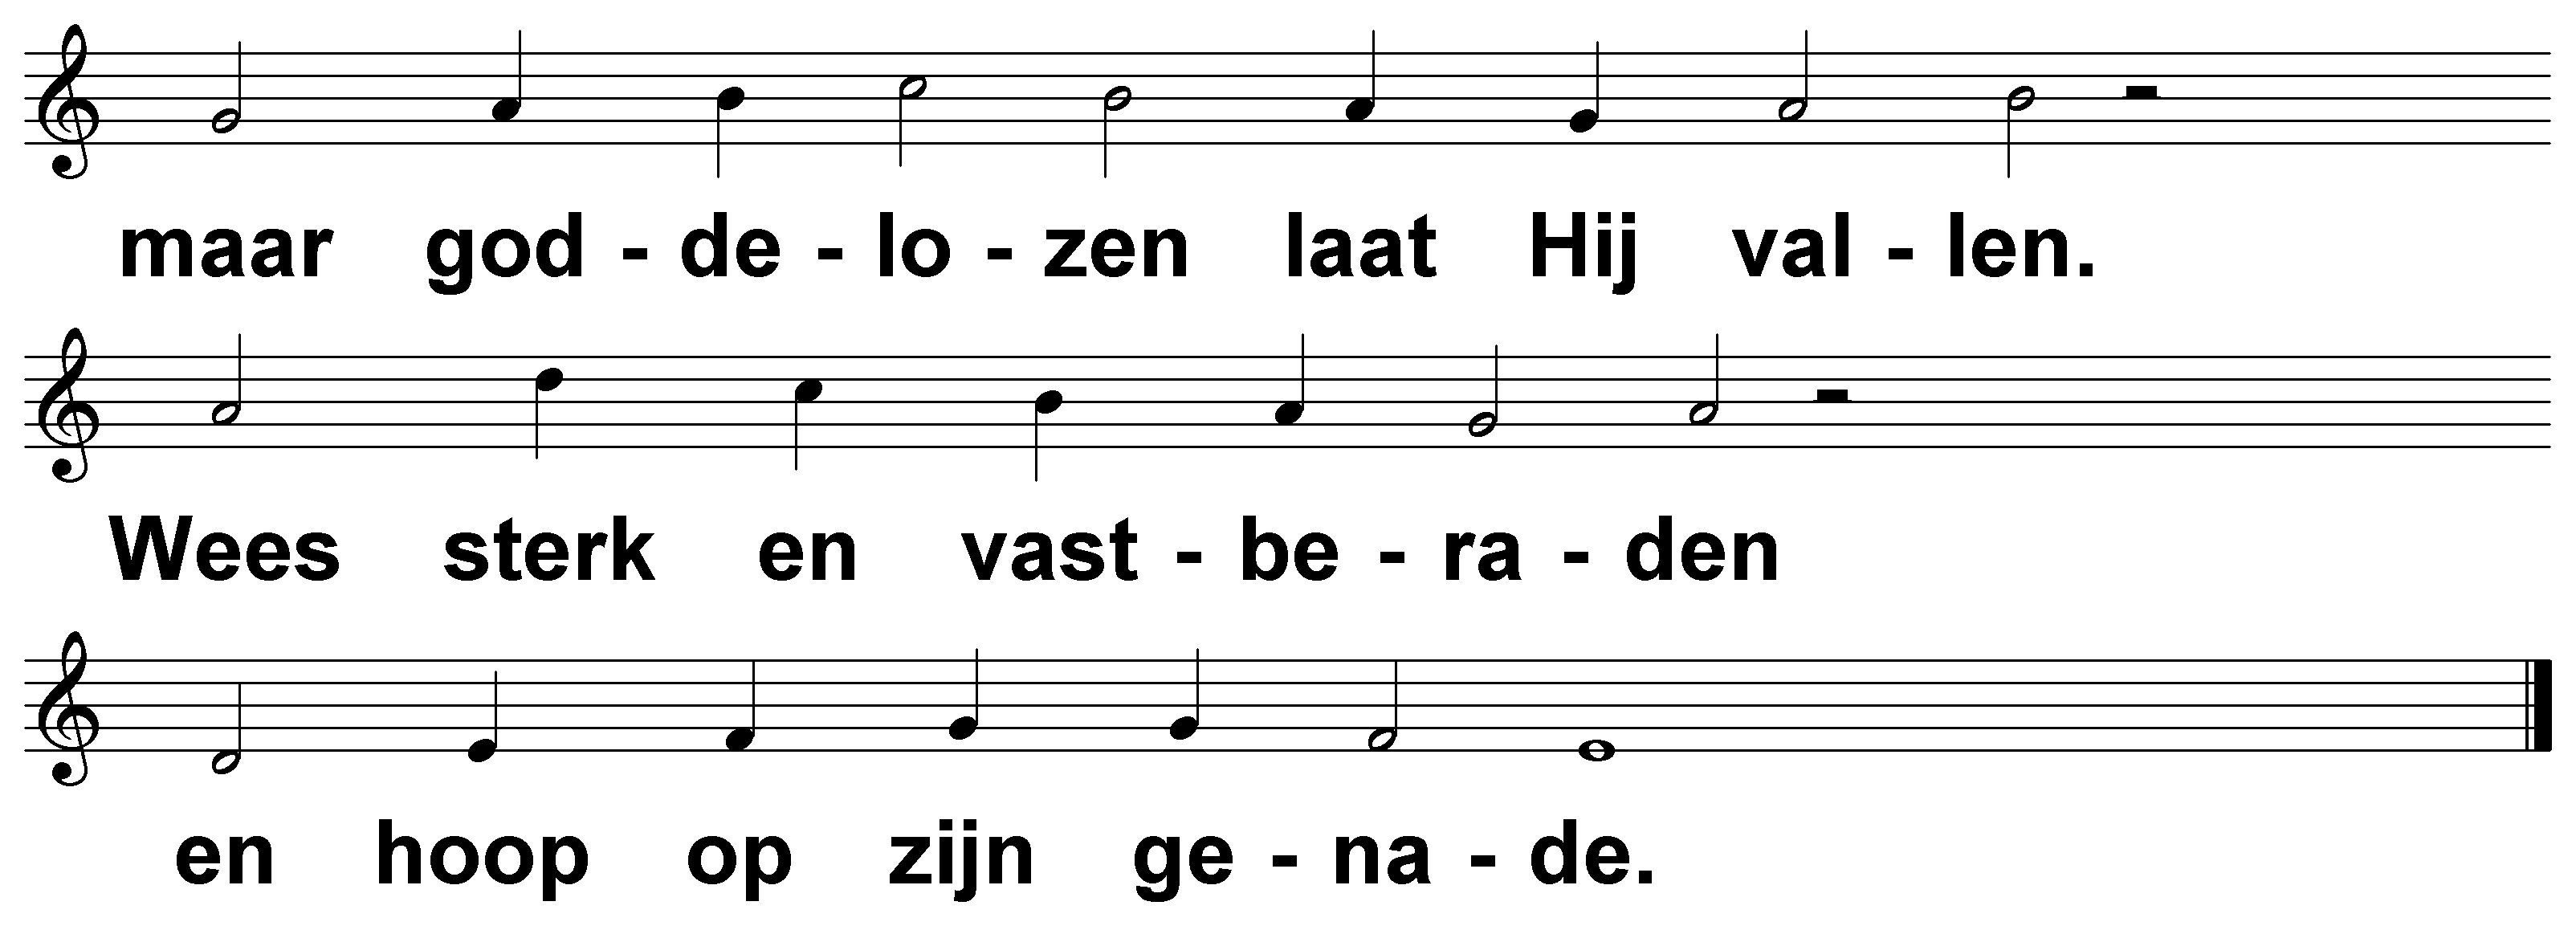 maar god - de - lo - zen laat Hij val - len.
Wees sterk en vast - be - ra - den
en hoop op zijn ge - na - de.